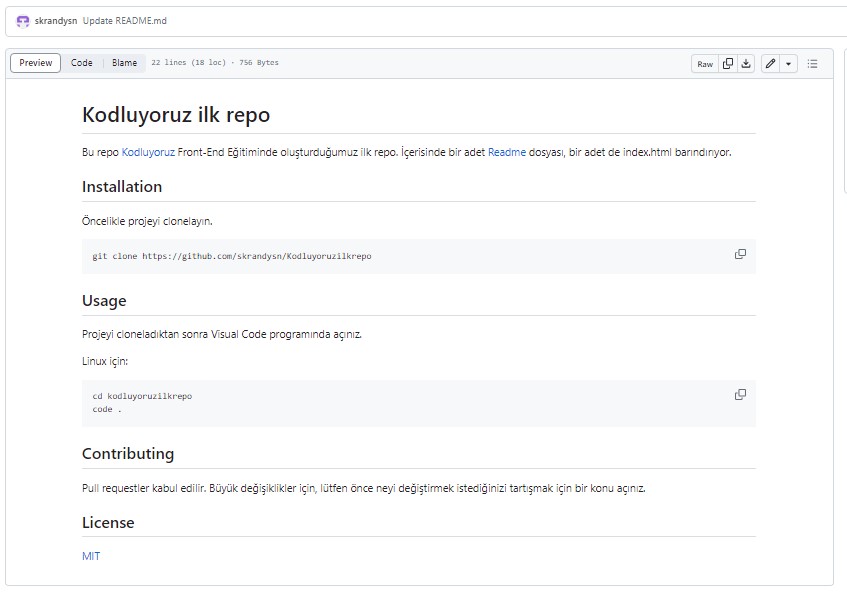 skrandysn Update README.md
Preview Code Blame 22 lines (18 loc) · 756 Bytes Raw
Kodluyoruz ilk repo
Bu repo Kodluyoruz Front-End Eğitiminde oluşturduğumuz ilk repo. İçerisinde bir adet Readme dosyası, bir adet de index.html barındırıyor.
Installation
Öncelikle projeyi clonelayın.
git clone https://github.com/skrandysn/Kodluyoruzilkrepo
Usage
Projeyi cloneladıktan sonra Visual Code programında açınız.
Linux için:
cd kodluyoruzilkrepo
code .
Contributing
Pull requestler kabul edilir. Büyük değişiklikler için, lütfen önce neyi değiştirmek istediğinizi tartışmak için bir konu açınız.
License
MIT